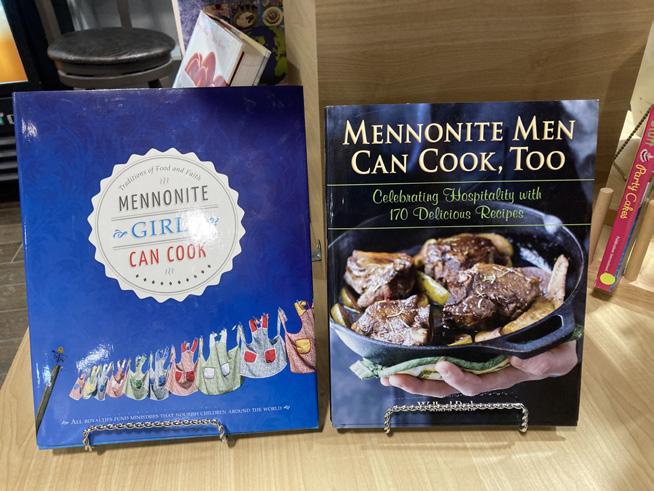 Traditions of Food and Faith
MENNONITE
GIRLS
CAN COOK
ALL ROYALTIES FUND MINISTRIES THAT NOURISH CHILDREN AROUND THE WORLD
MENNONITE MEN
CAN COOK, TOO
Celebrating Hospitality with
170 Delicious Recipes
Party Cakes